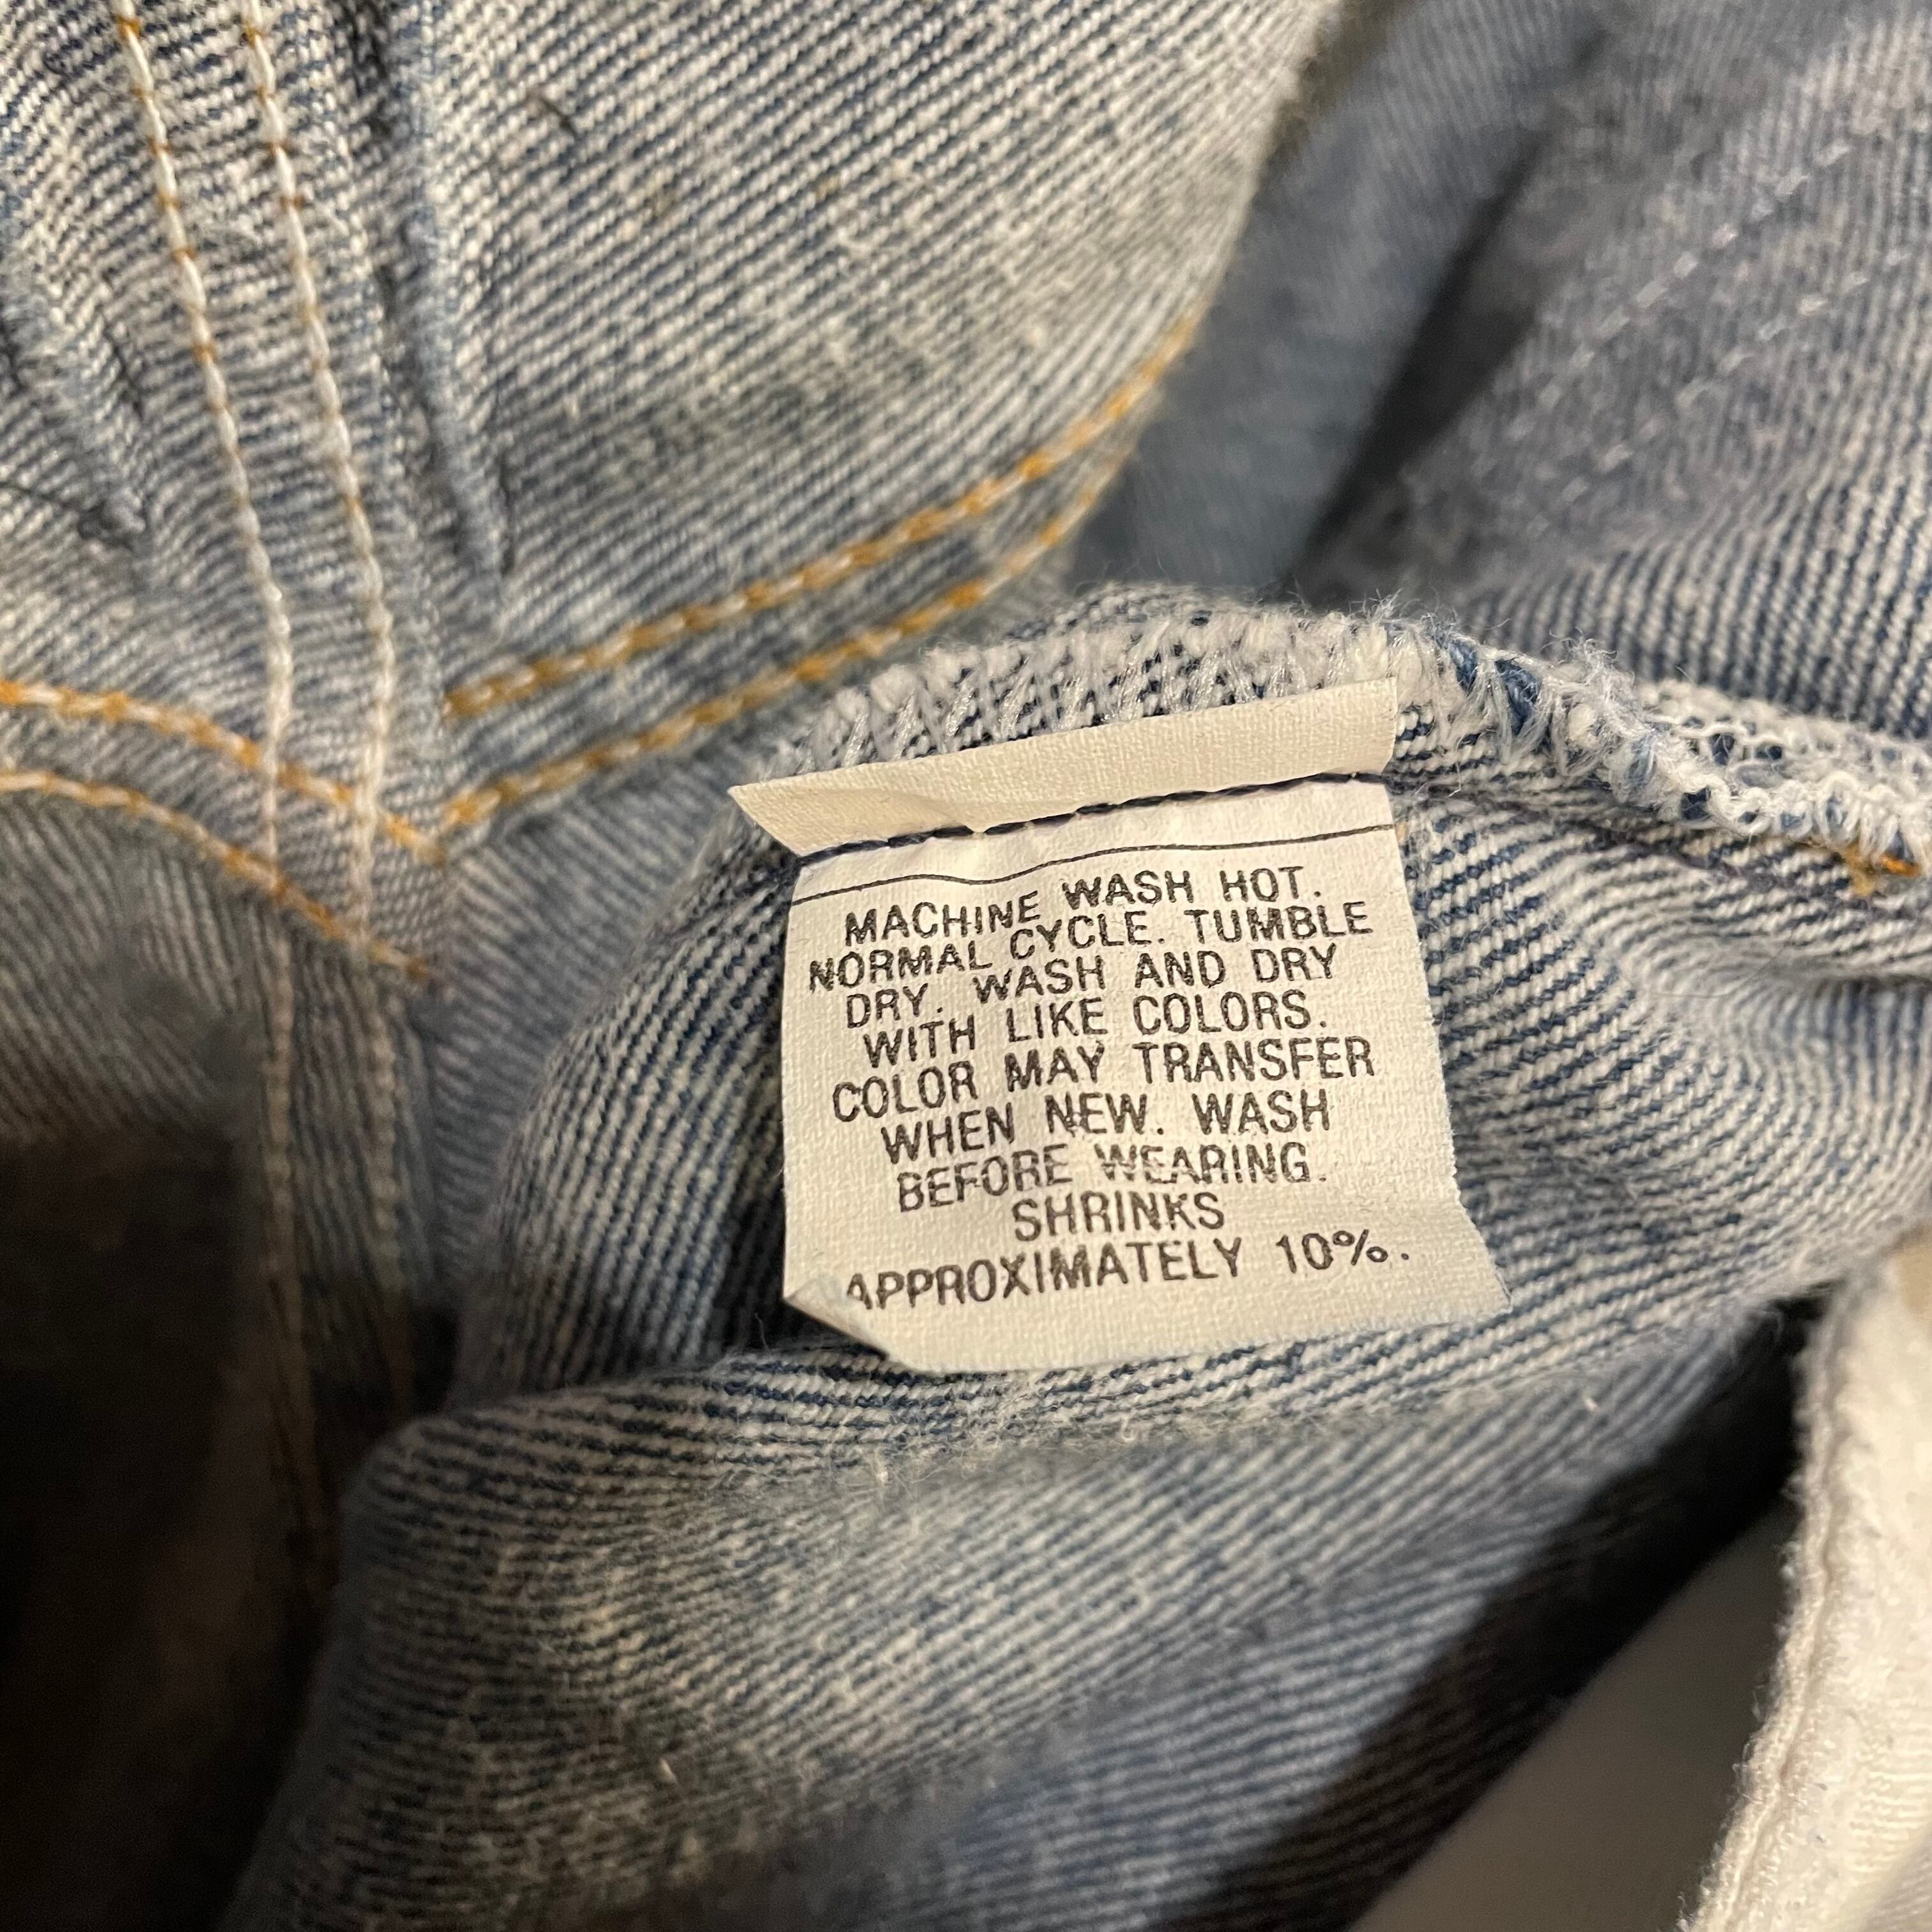 MACHINE WASH HOT.
NORMAL CYCLE. TUMBLE
DRY. WASH AND DRY
WITH LIKE COLORS.
COLOR MAY TRANSFER
WHEN NEW. WASH
BEFORE WEARING.
SHRINKS
APPROXIMATELY 10%.